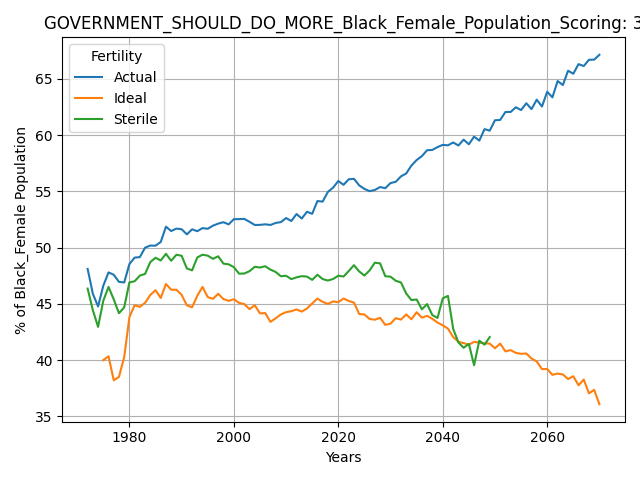 GOVERNMENT_SHOULD_DO_MORE_Black_Female_Population_Scoring: 3
Fertility
Actual
Ideal
Sterile
% of Black_Female Population
65
60
55
50
45
40
35
1980
2000
2020
2040
2060
Years